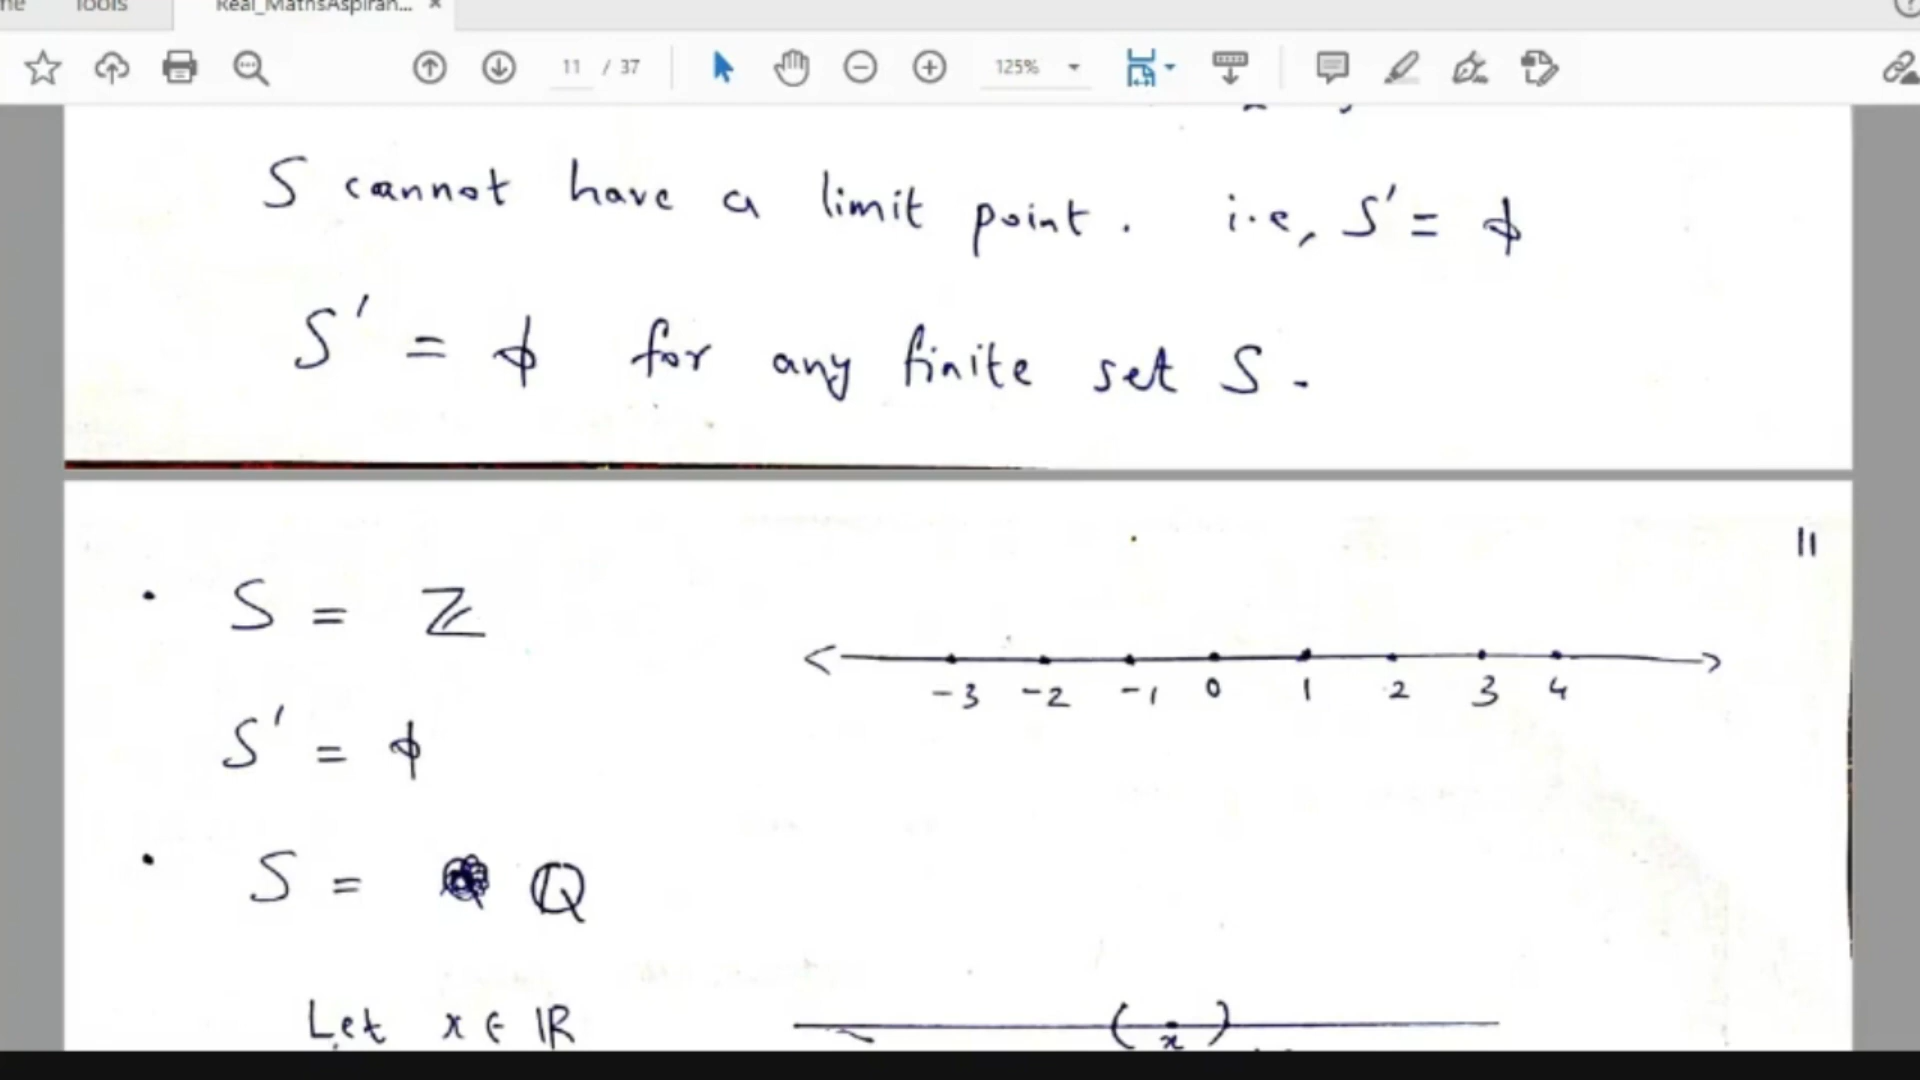 Tools
Real_MathsAspiran...
11 / 37
125%
S cannot have a limit point. i.e, S' = ϕ
S' = ϕ for any finite set S.
11
S = ℤ
-3 -2 -1 0 1 2 3 4
S' = ϕ
S = ℚ
Let x ∈ ℝ
( x )